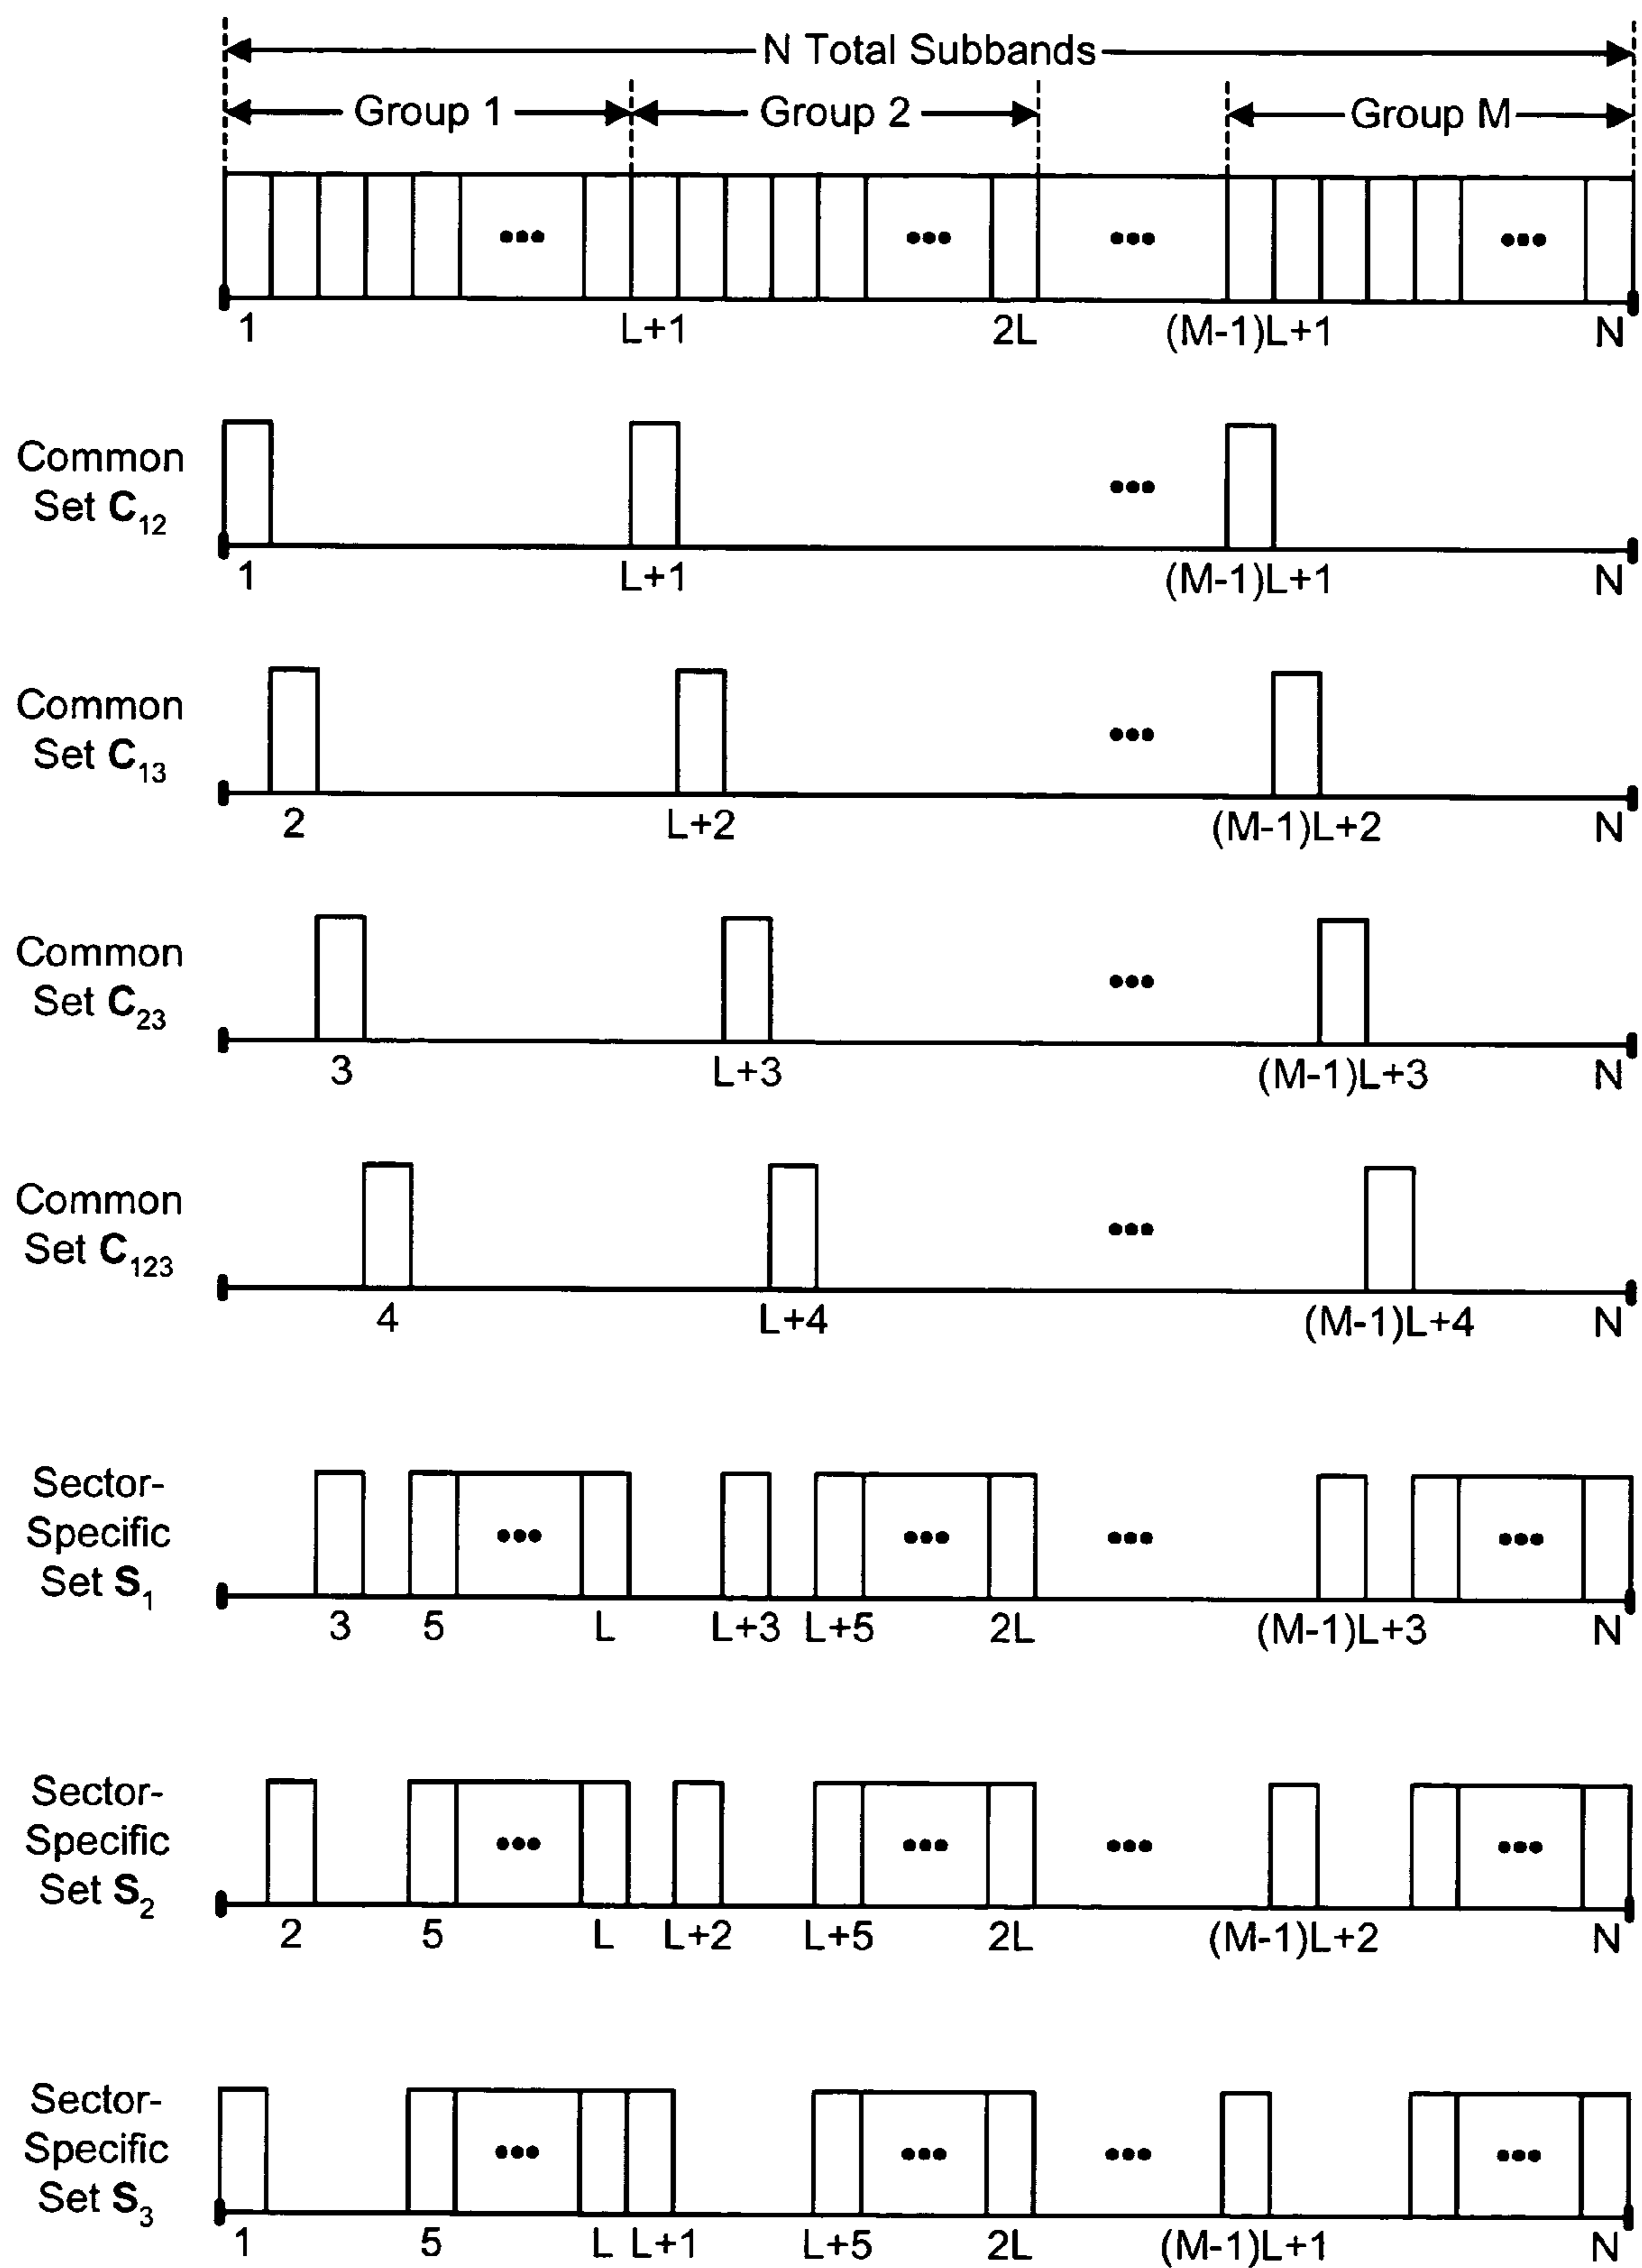 N Total Subbands
Group 1 Group 2 Group M
••• ••• ••• •••
1 L+1 2L (M-1)L+1 N
Common
Set C₁₂
•••
1 L+1 (M-1)L+1 N
Common
Set C₁₃
•••
2 L+2 (M-1)L+2 N
Common
Set C₂₃
•••
3 L+3 (M-1)L+3 N
Common
Set C₁₂₃
•••
4 L+4 (M-1)L+4 N
Sector-
Specific
Set S₁
••• ••• ••• •••
3 5 L L+3 L+5 2L (M-1)L+3 N
Sector-
Specific
Set S₂
••• ••• ••• •••
2 5 L L+2 L+5 2L (M-1)L+2 N
Sector-
Specific
Set S₃
••• ••• ••• •••
1 5 L L+1 L+5 2L (M-1)L+1 N